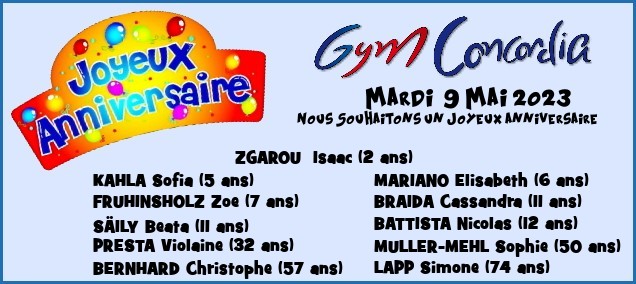 Joyeux
Anniversaire
Gym Concordia
Mardi 9 Mai 2023
Nous souhaitons un joyeux anniversaire
ZGAROU Isaac (2 ans)
KAHLA Sofia (5 ans)
MARIANO Elisabeth (6 ans)
FRUHINSHOLZ Zoe (7 ans)
BRAIDA Cassandra (11 ans)
SÄILY Beata (11 ans)
BATTISTA Nicolas (12 ans)
PRESTA Violaine (32 ans)
MULLER-MEHL Sophie (50 ans)
BERNHARD Christophe (57 ans)
LAPP Simone (74 ans)